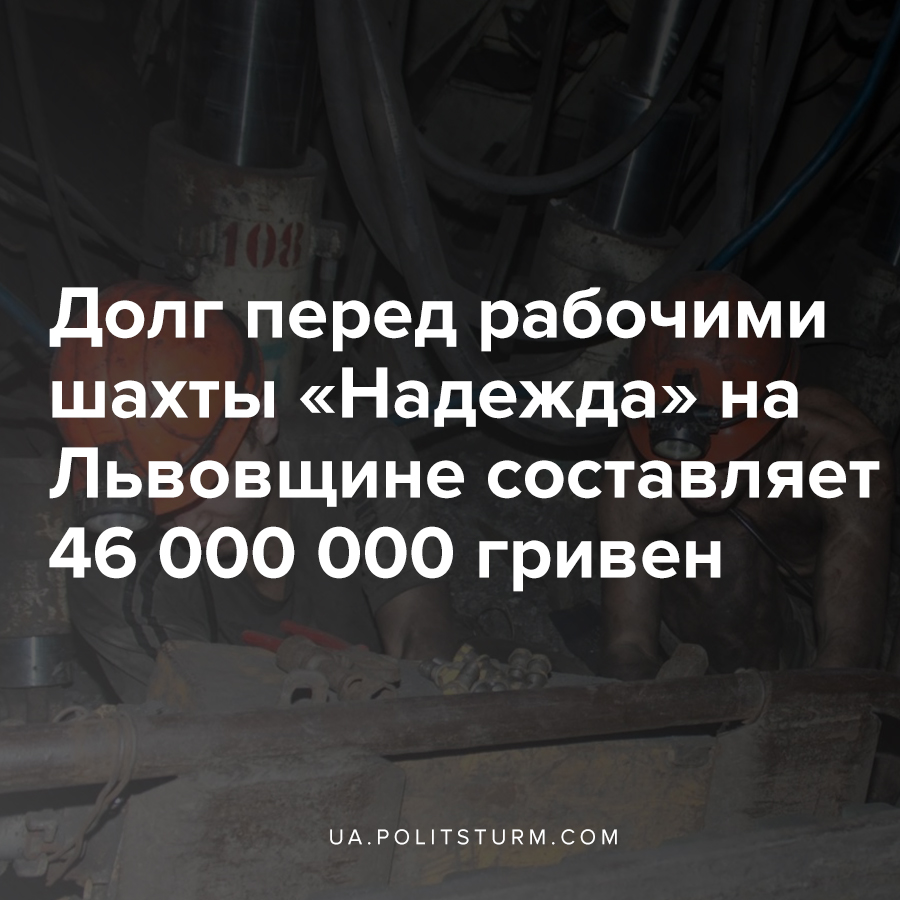 108
Долг перед рабочими
шахты «Надежда» на
Львовщине составляет
46 000 000 гривен
UA.POLITSTURM.COM